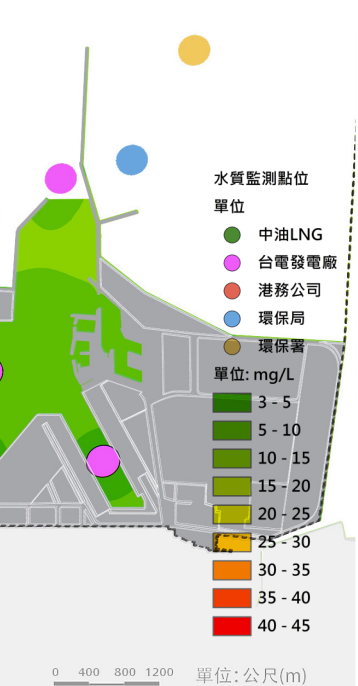 水質監測點位
單位
中油LNG
台電發電廠
港務公司
環保局
環保署
單位: mg/L
3 - 5
5 - 10
10 - 15
15 - 20
20 - 25
25 - 30
30 - 35
35 - 40
40 - 45
0 400 800 1200 單位:公尺(m)